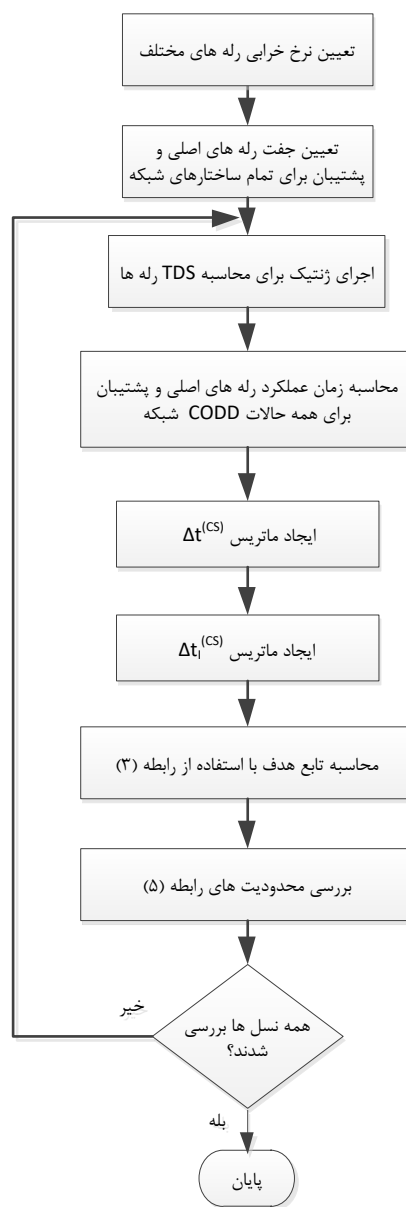 تعیین نرخ خرابی رله های مختلف
تعیین جفت رله های اصلی و
پشتیبان برای تمام ساختارهای شبکه
اجرای ژنتیک برای محاسبه TDS رله ها
محاسبه زمان عملکرد رله های اصلی و پشتیبان
برای همه حالات CODD شبکه
ایجاد ماتریس Δt(CS)
ایجاد ماتریس Δtl(CS)
محاسبه تابع هدف با استفاده از رابطه (۳)
بررسی محدودیت های رابطه (۵)
همه نسل ها بررسی
شدند؟
خیر
بله
پایان